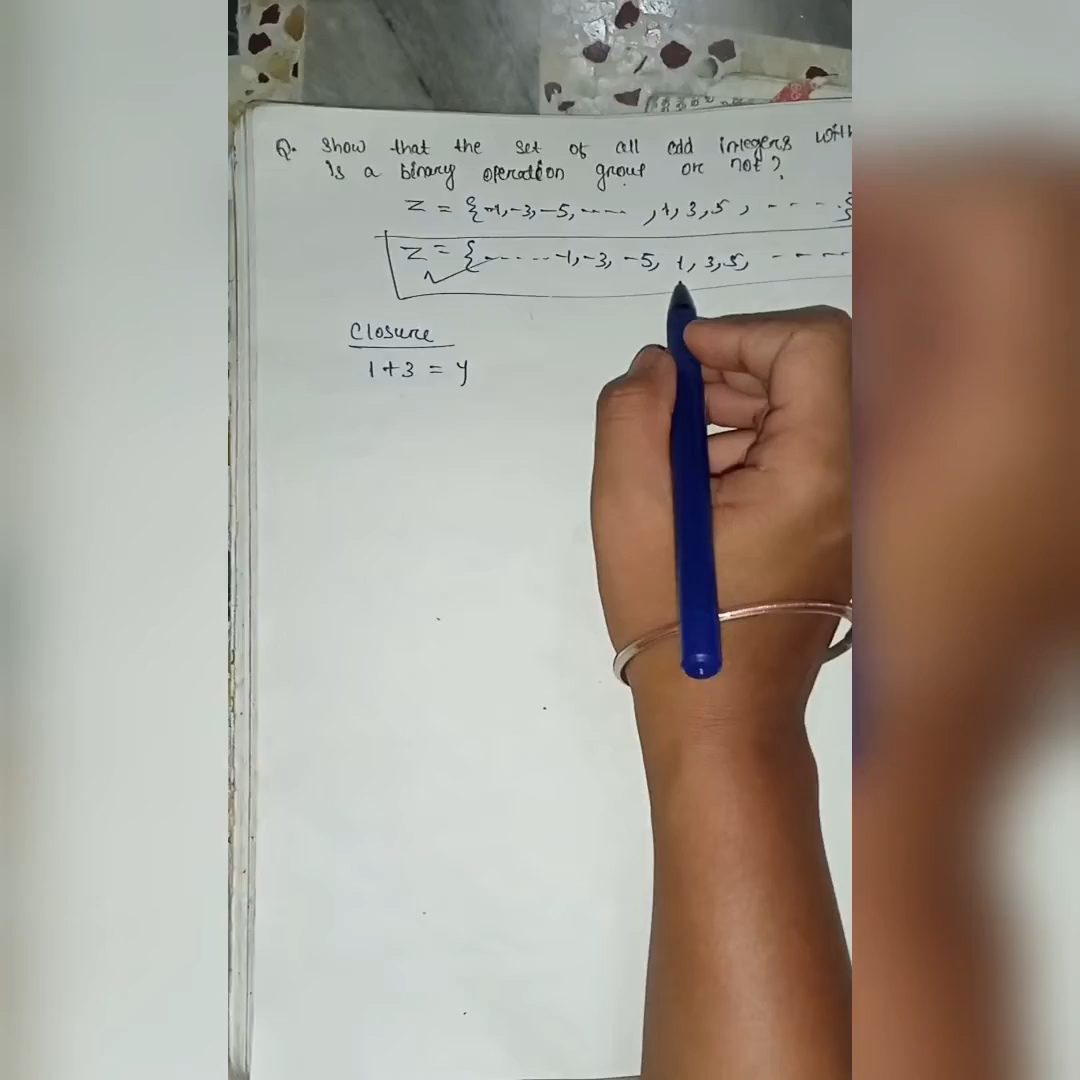 Q. Show that the set of all odd integers with
is a binary operation group or not?
Z = {-1, -3, -5, ...... , 1, 3, 5, - - - - }
Z = {- - - - - -1, -3, -5, 1, 3, 5, - - - - -
Closure
1+3 = 4